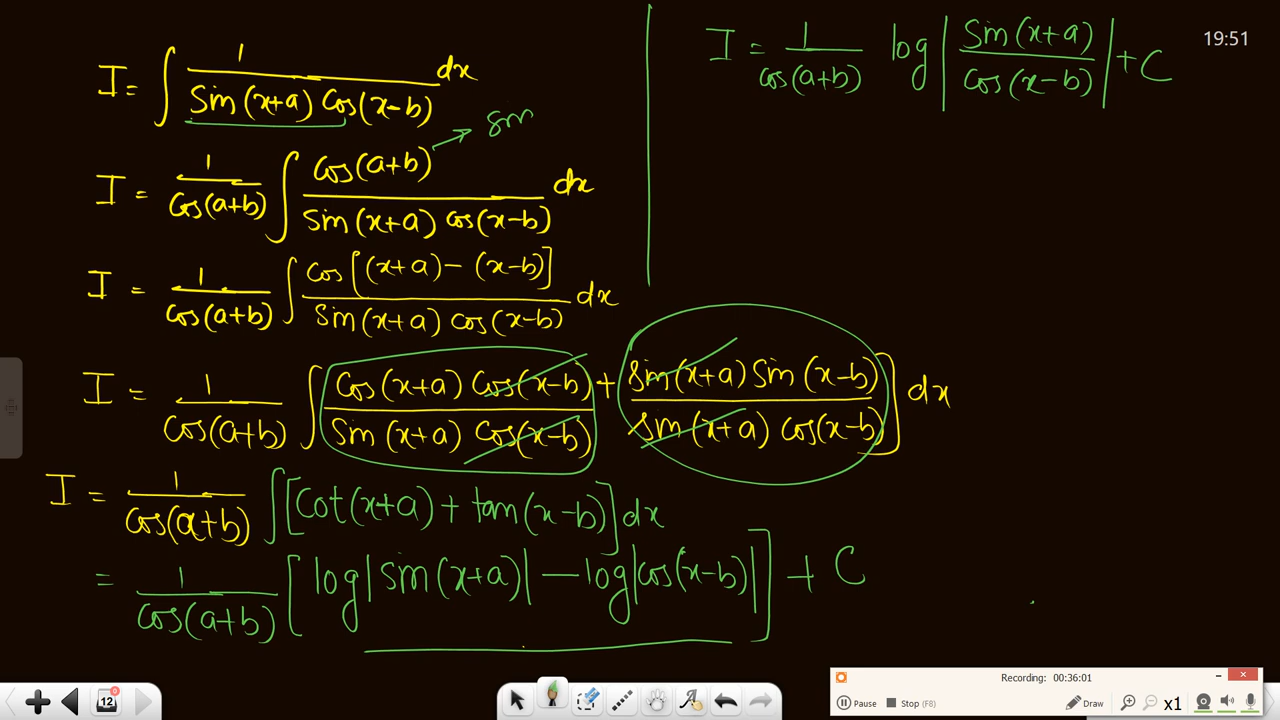 I = ∫ 1 / Sin(x+a) Cos(x−b) dx
→ sin
I = 1/Cos(a+b) ∫ Cos(a+b) / Sin(x+a) cos(x−b) dx
I = 1/Cos(a+b) ∫ Cos[(x+a) − (x−b)] / Sin(x+a) cos(x−b) dx
I = 1/Cos(a+b) ∫ Cos(x+a) Cos(x−b) / Sin(x+a) Cos(x−b) + Sin(x+a) Sin(x−b) / Sin(x+a) cos(x−b) ] dx
I = 1/Cos(a+b) ∫ [Cot(x+a) + tan(x−b)] dx
= 1/Cos(a+b) [ log|Sin(x+a)| − log|cos(x−b)| ] + C
I = 1/Cos(a+b) log | Sin(x+a) / Cos(x−b) | + C
19:51
12
0
Recording: 00:36:01
Pause Stop (F8) Draw x1